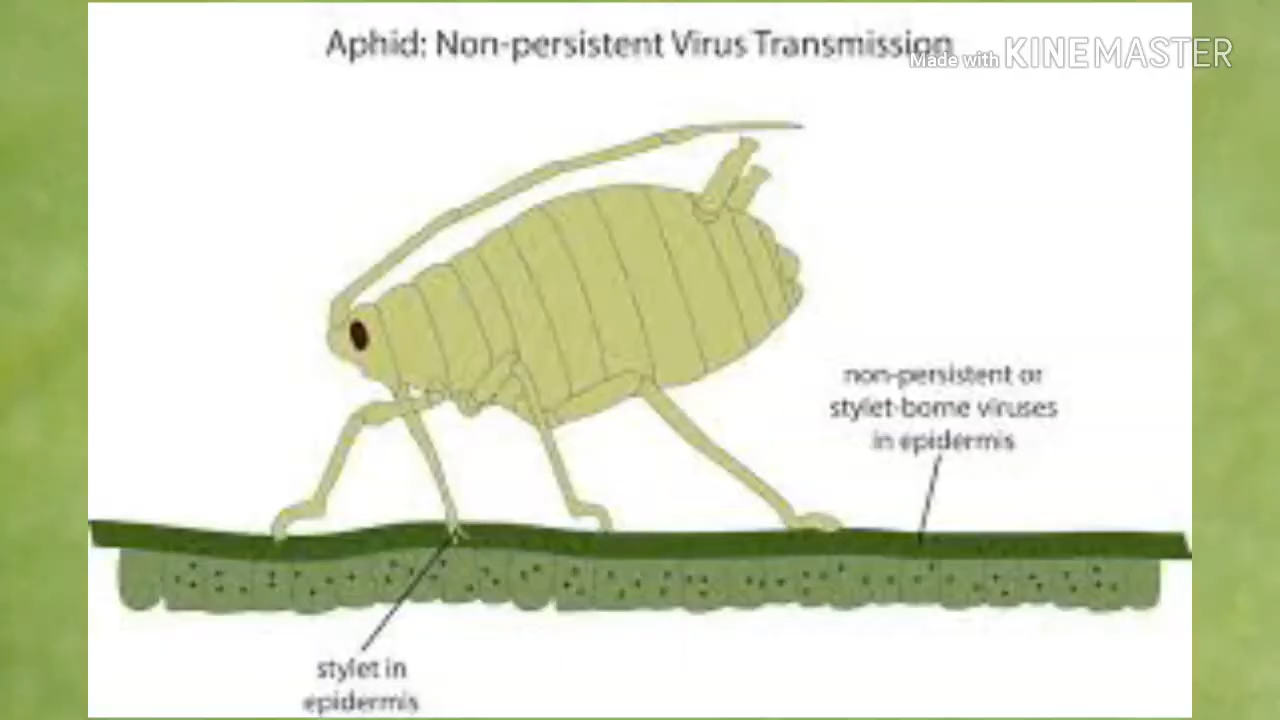 Aphid: Non-persistent Virus Transmission
Made with KINEMASTER
non-persistent or
stylet-borne viruses
in epidermis
stylet in
epidermis